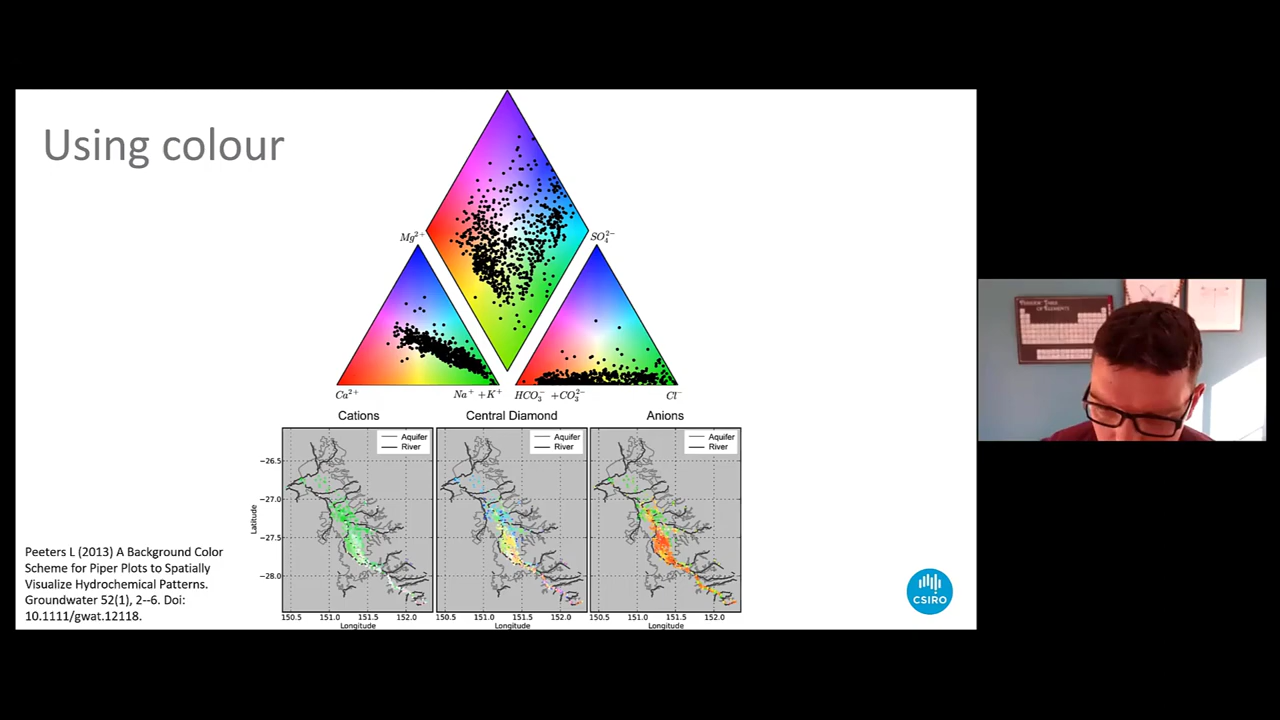 Using colour
Mg²⁺
SO₄²⁻
Ca²⁺
Na⁺ + K⁺
HCO₃⁻ + CO₃²⁻
Cl⁻
Cations
Central Diamond
Anions
Aquifer
River
Aquifer
River
Aquifer
River
Latitude
−26.5
−27.0
−27.5
−28.0
150.5 151.0 151.5 152.0
150.5 151.0 151.5 152.0
150.5 151.0 151.5 152.0
Longitude
Longitude
Longitude
Peeters L (2013) A Background Color
Scheme for Piper Plots to Spatially
Visualize Hydrochemical Patterns.
Groundwater 52(1), 2--6. Doi:
10.1111/gwat.12118.
CSIRO
PERIODIC TABLE
OF ELEMENTS